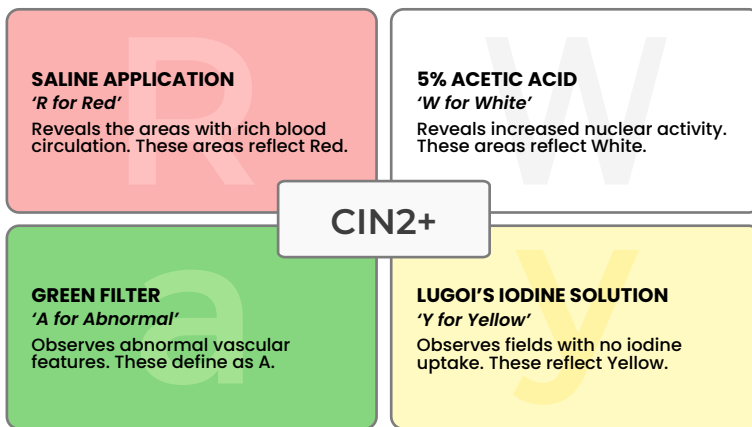 R
SALINE APPLICATION
‘R for Red’
Reveals the areas with rich blood
circulation. These areas reflect Red.
W
5% ACETIC ACID
‘W for White’
Reveals increased nuclear activity.
These areas reflect White.
CIN2+
a
GREEN FILTER
‘A for Abnormal’
Observes abnormal vascular
features. These define as A.
y
LUGOI’S IODINE SOLUTION
‘Y for Yellow’
Observes fields with no iodine
uptake. These reflect Yellow.